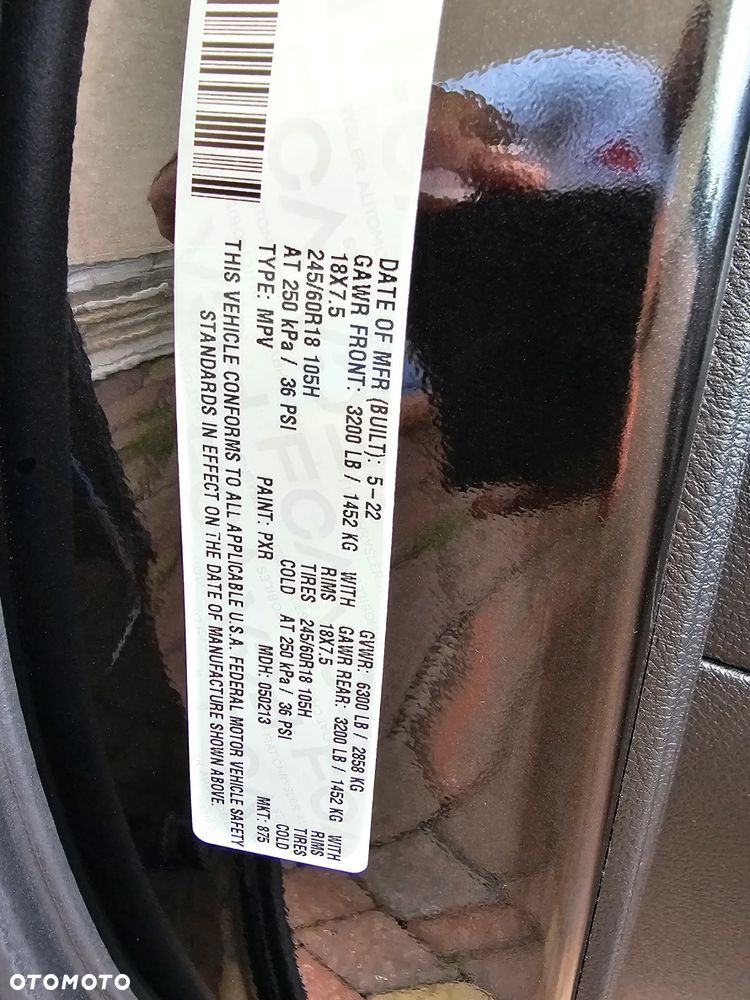 DATE OF MFR (BUILT): 5-22 GVWR: 6300 LB / 2858 KG
GAWR FRONT: 3200 LB / 1452 KG WITH GAWR REAR: 3200 LB / 1452 KG WITH
18X7.5 RIMS 18X7.5 RIMS
245/60R18 105H TIRES 245/60R18 105H TIRES
AT 250 kPa / 36 PSI COLD AT 250 kPa / 36 PSI COLD
TYPE: MPV PAINT: PXR MDH: 050213 MKT: 875
THIS VEHICLE CONFORMS TO ALL APPLICABLE U.S.A. FEDERAL MOTOR VEHICLE SAFETY
STANDARDS IN EFFECT ON THE DATE OF MANUFACTURE SHOWN ABOVE.
OTOMOTO